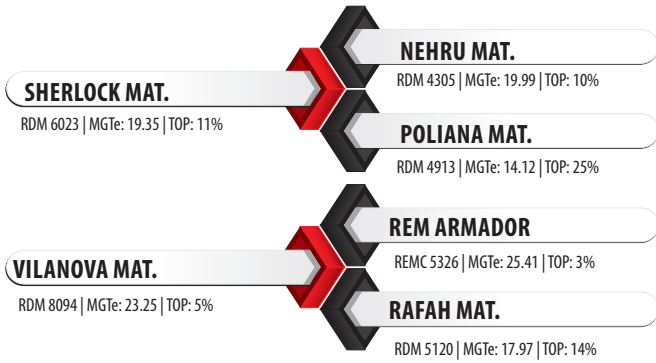 NEHRU MAT.
RDM 4305 | MGTe: 19.99 | TOP: 10%
SHERLOCK MAT.
RDM 6023 | MGTe: 19.35 | TOP: 11%
POLIANA MAT.
RDM 4913 | MGTe: 14.12 | TOP: 25%
REM ARMADOR
REMC 5326 | MGTe: 25.41 | TOP: 3%
VILANOVA MAT.
RDM 8094 | MGTe: 23.25 | TOP: 5%
RAFAH MAT.
RDM 5120 | MGTe: 17.97 | TOP: 14%